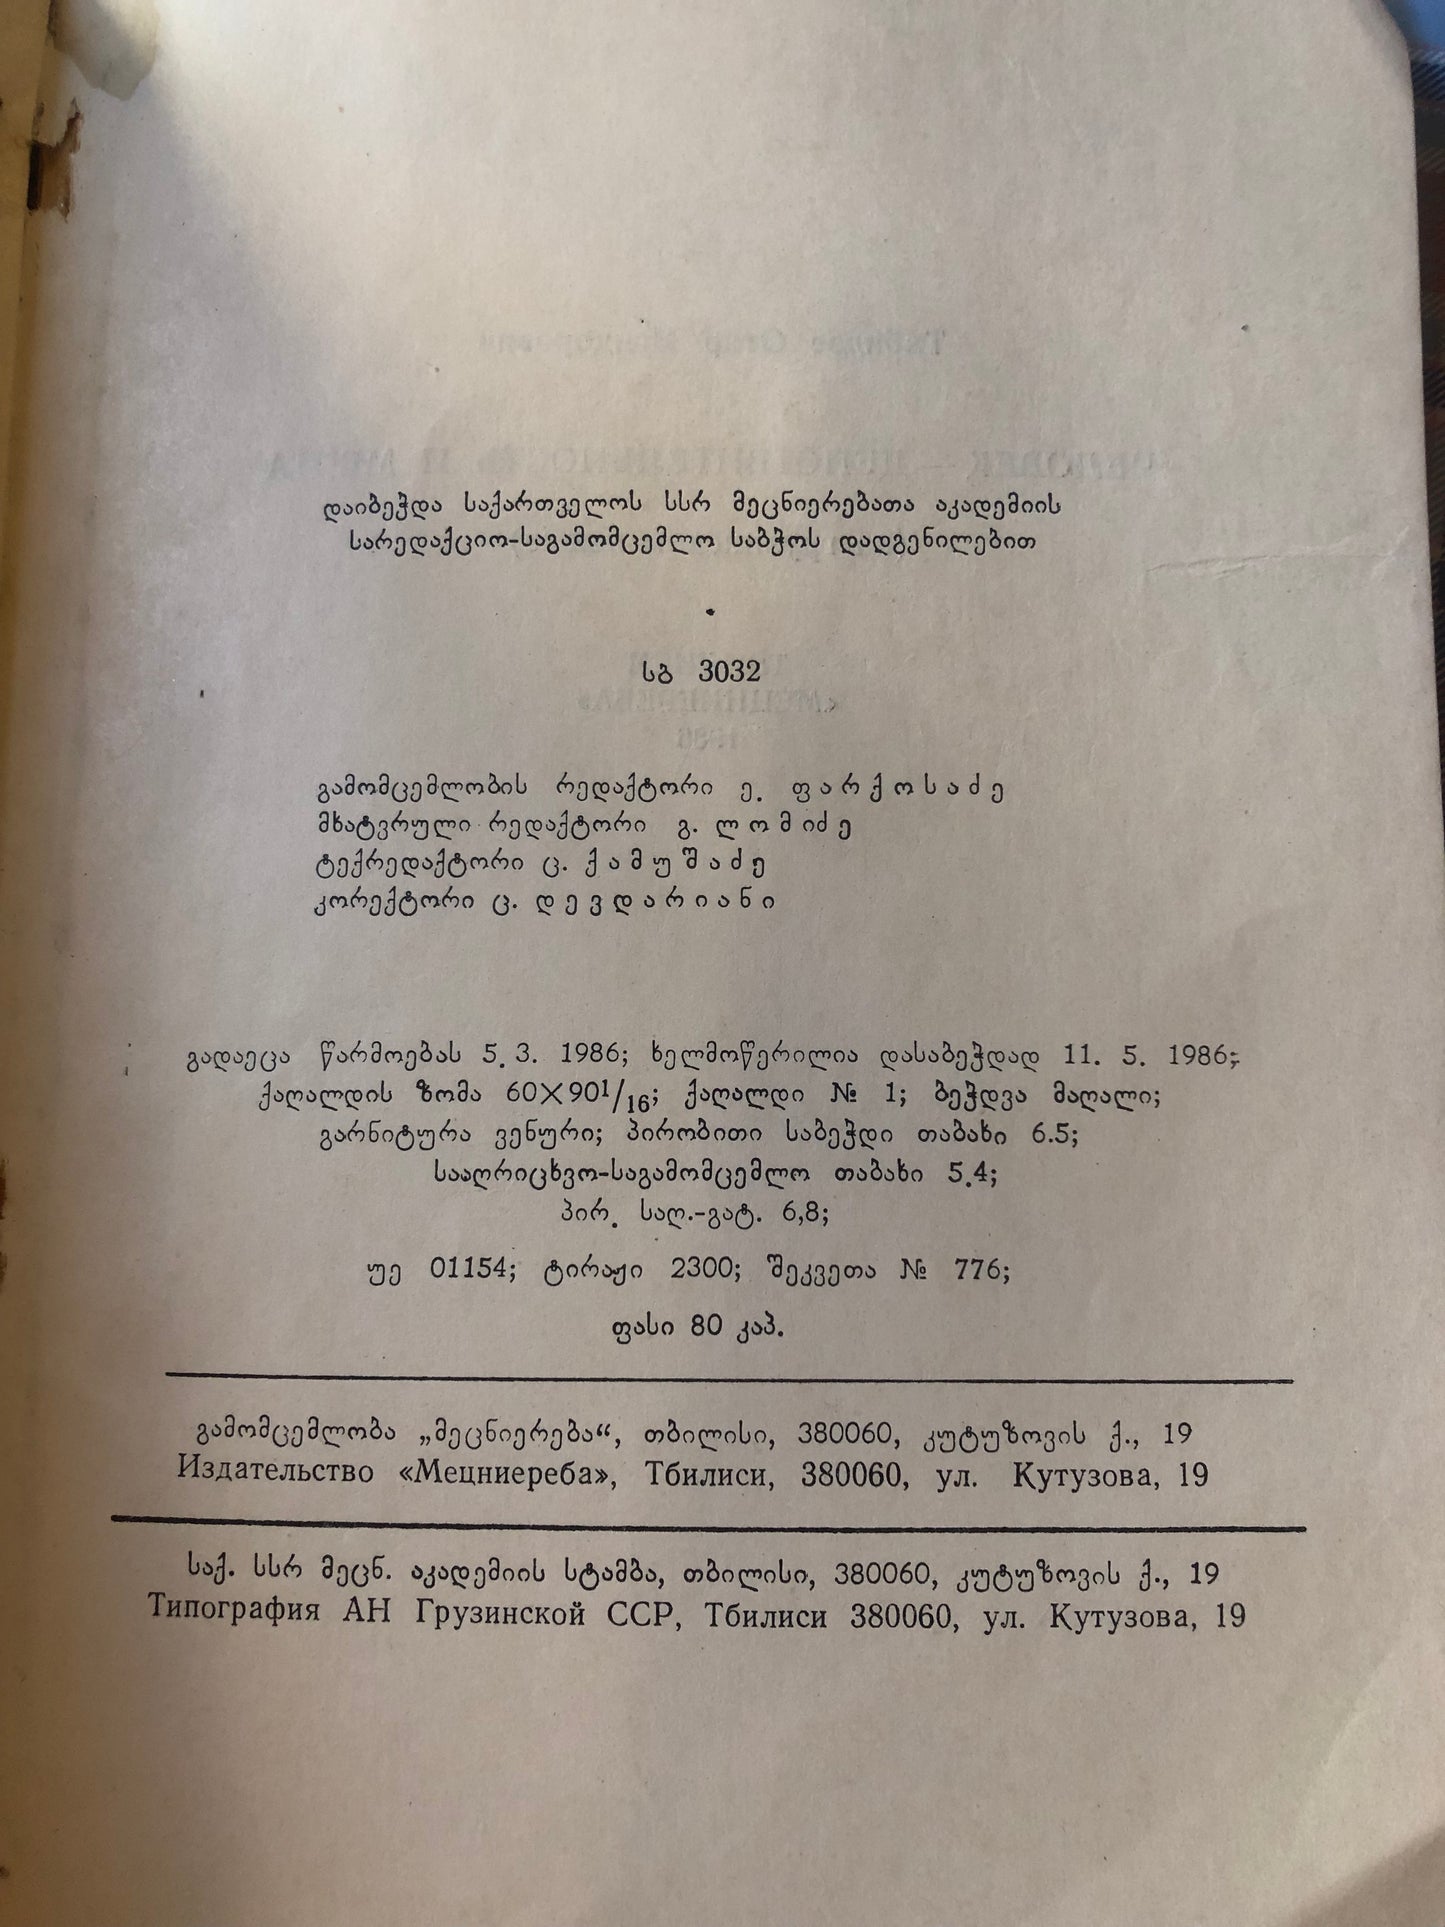 დაიბეჭდა საქართველოს სსრ მეცნიერებათა აკადემიის
სარედაქციო-საგამომცემლო საბჭოს დადგენილებით
სგ 3032
გამომცემლობის რედაქტორი ე. ფარქოსაძე
მხატვრული რედაქტორი გ. ლომიძე
ტექრედაქტორი ც. ქამუშაძე
კორექტორი ც. დევდარიანი
გადაეცა წარმოებას 5.3. 1986; ხელმოწერილია დასაბეჭდად 11. 5. 1986;
ქაღალდის ზომა 60×90¹/₁₆; ქაღალდი № 1; ბეჭდვა მაღალი;
გარნიტურა ვენური; პირობითი საბეჭდი თაბახი 6.5;
სააღრიცხვო-საგამომცემლო თაბახი 5.4;
პირ. საღ.-გატ. 6,8;
უე 01154; ტირაჟი 2300; შეკვეთა № 776;
ფასი 80 კაპ.
გამომცემლობა „მეცნიერება“, თბილისი, 380060, კუტუზოვის ქ., 19
Издательство «Мецниереба», Тбилиси, 380060, ул. Кутузова, 19
საქ. სსრ მეცნ. აკადემიის სტამბა, თბილისი, 380060, კუტუზოვის ქ., 19
Типография АН Грузинской ССР, Тбилиси 380060, ул. Кутузова, 19